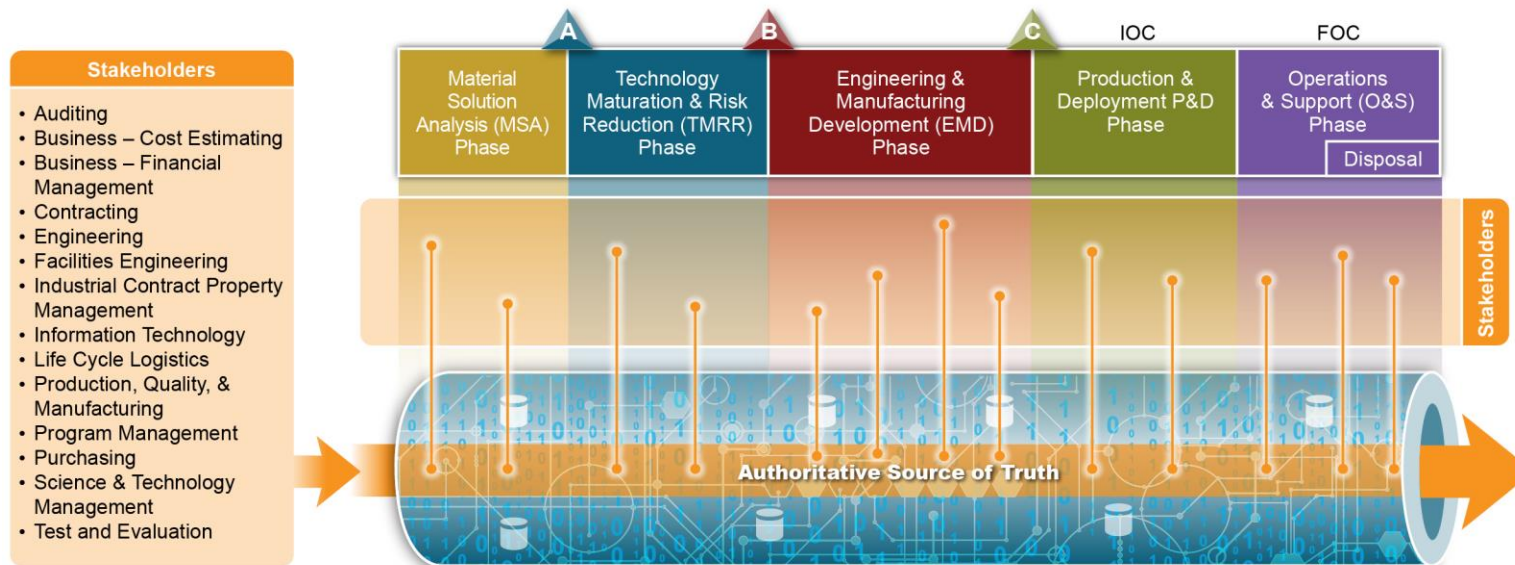 Stakeholders
• Auditing
• Business – Cost Estimating
• Business – Financial
Management
• Contracting
• Engineering
• Facilities Engineering
• Industrial Contract Property
Management
• Information Technology
• Life Cycle Logistics
• Production, Quality, &
Manufacturing
• Program Management
• Purchasing
• Science & Technology
Management
• Test and Evaluation
A
B
C
IOC
FOC
Material
Solution
Analysis (MSA)
Phase
Technology
Maturation & Risk
Reduction (TMRR)
Phase
Engineering &
Manufacturing
Development (EMD)
Phase
Production &
Deployment P&D
Phase
Operations
& Support (O&S)
Phase
Disposal
Stakeholders
Authoritative Source of Truth